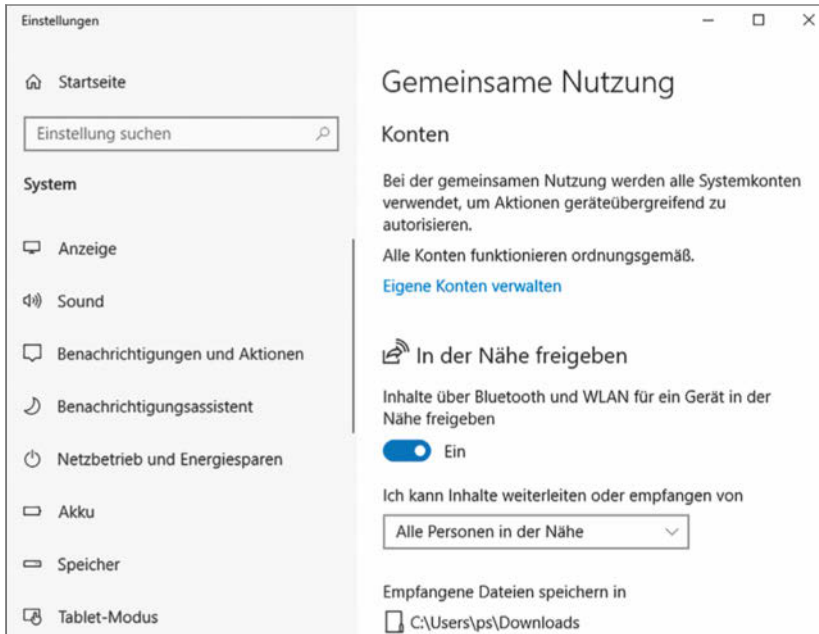 Einstellungen
Startseite
Einstellung suchen
System
Anzeige
Sound
Benachrichtigungen und Aktionen
Benachrichtigungsassistent
Netzbetrieb und Energiesparen
Akku
Speicher
Tablet-Modus
Gemeinsame Nutzung
Konten
Bei der gemeinsamen Nutzung werden alle Systemkonten
verwendet, um Aktionen geräteübergreifend zu
autorisieren.
Alle Konten funktionieren ordnungsgemäß.
Eigene Konten verwalten
In der Nähe freigeben
Inhalte über Bluetooth und WLAN für ein Gerät in der
Nähe freigeben
Ein
Ich kann Inhalte weiterleiten oder empfangen von
Alle Personen in der Nähe
Empfangene Dateien speichern in
C:\Users\ps\Downloads